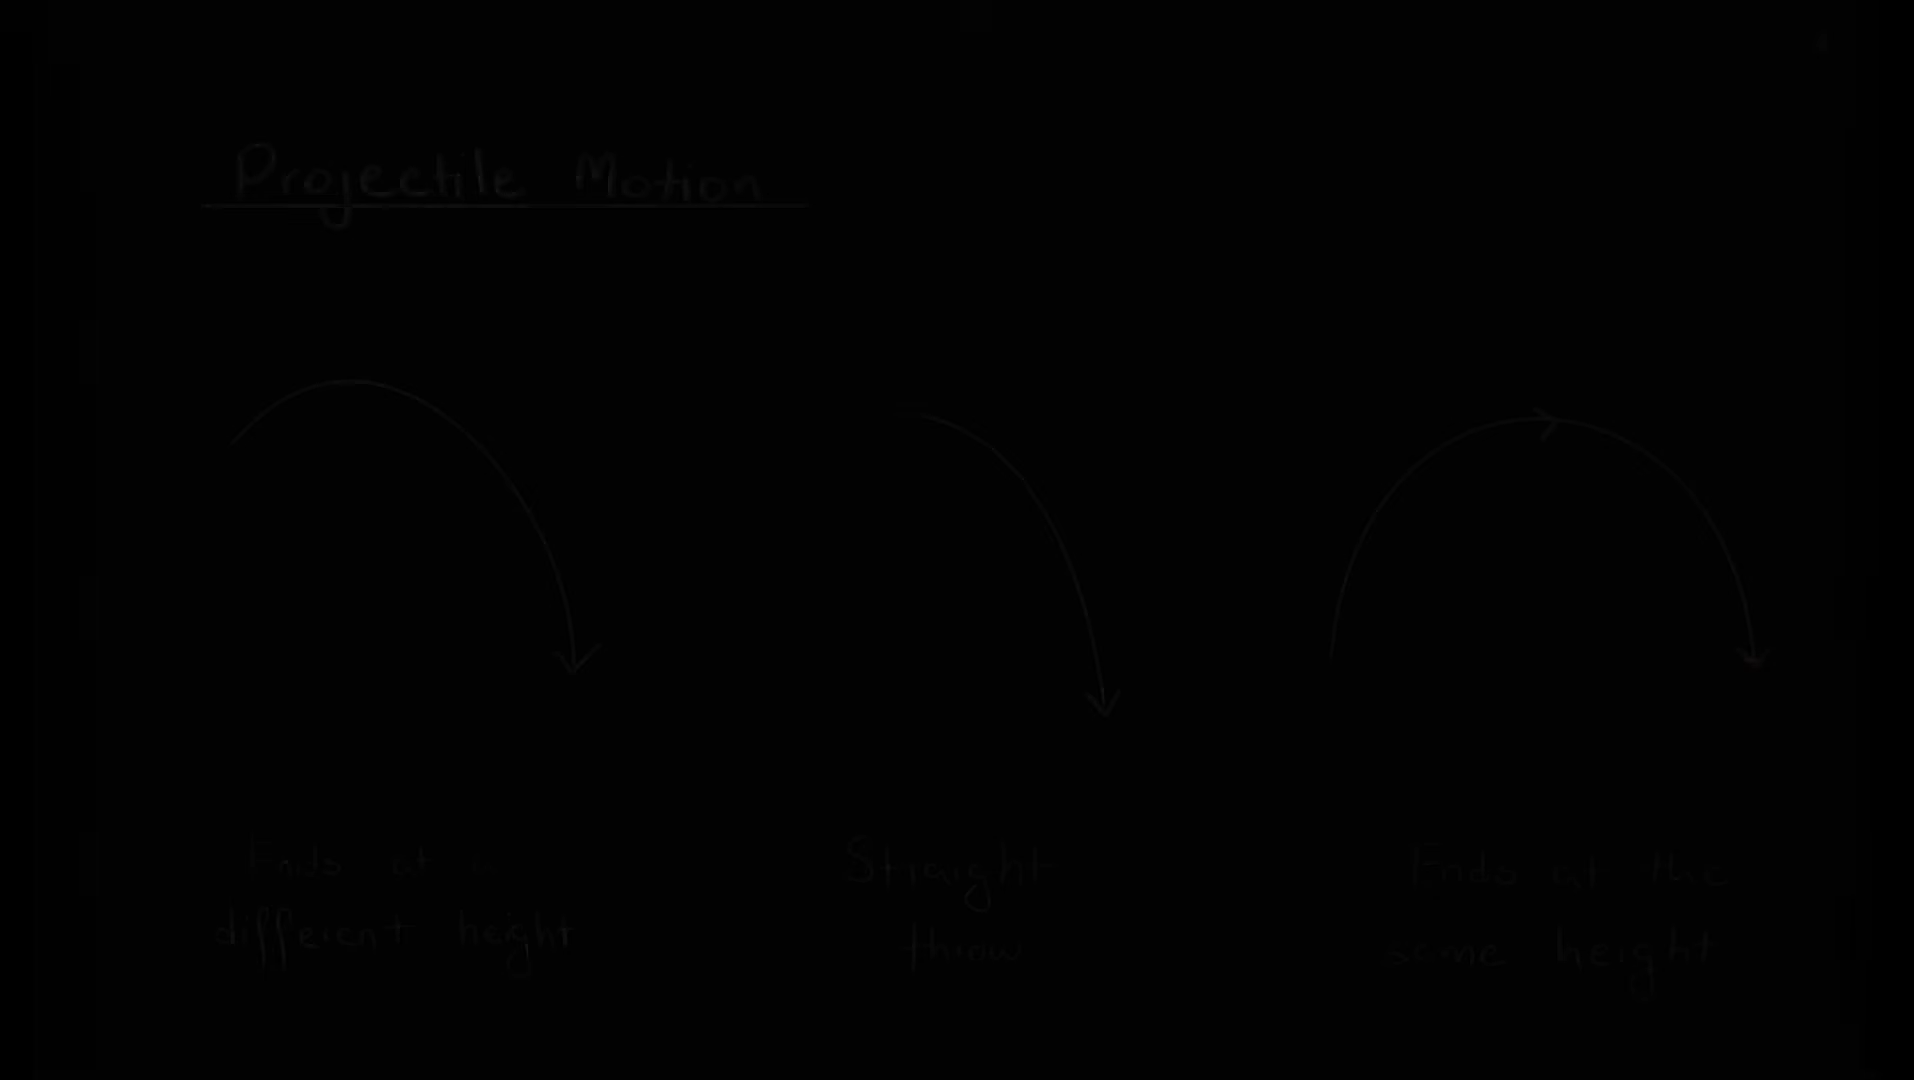 Projectile Motion
Ends at a
different height
Straight
throw
Ends at the
same height